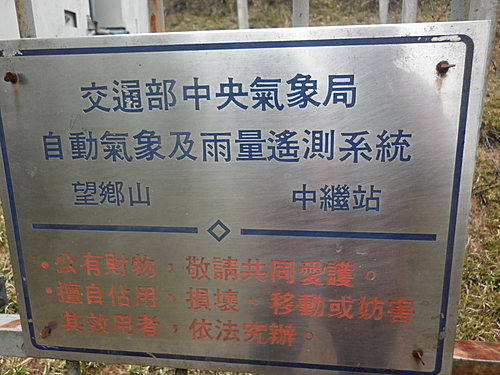 交通部中央氣象局
自動氣象及雨量遙測系統
望鄉山 中繼站
•公有財物，敬請共同愛護。
•擅自佔用、損壞、移動或妨害
其效用者，依法究辦。